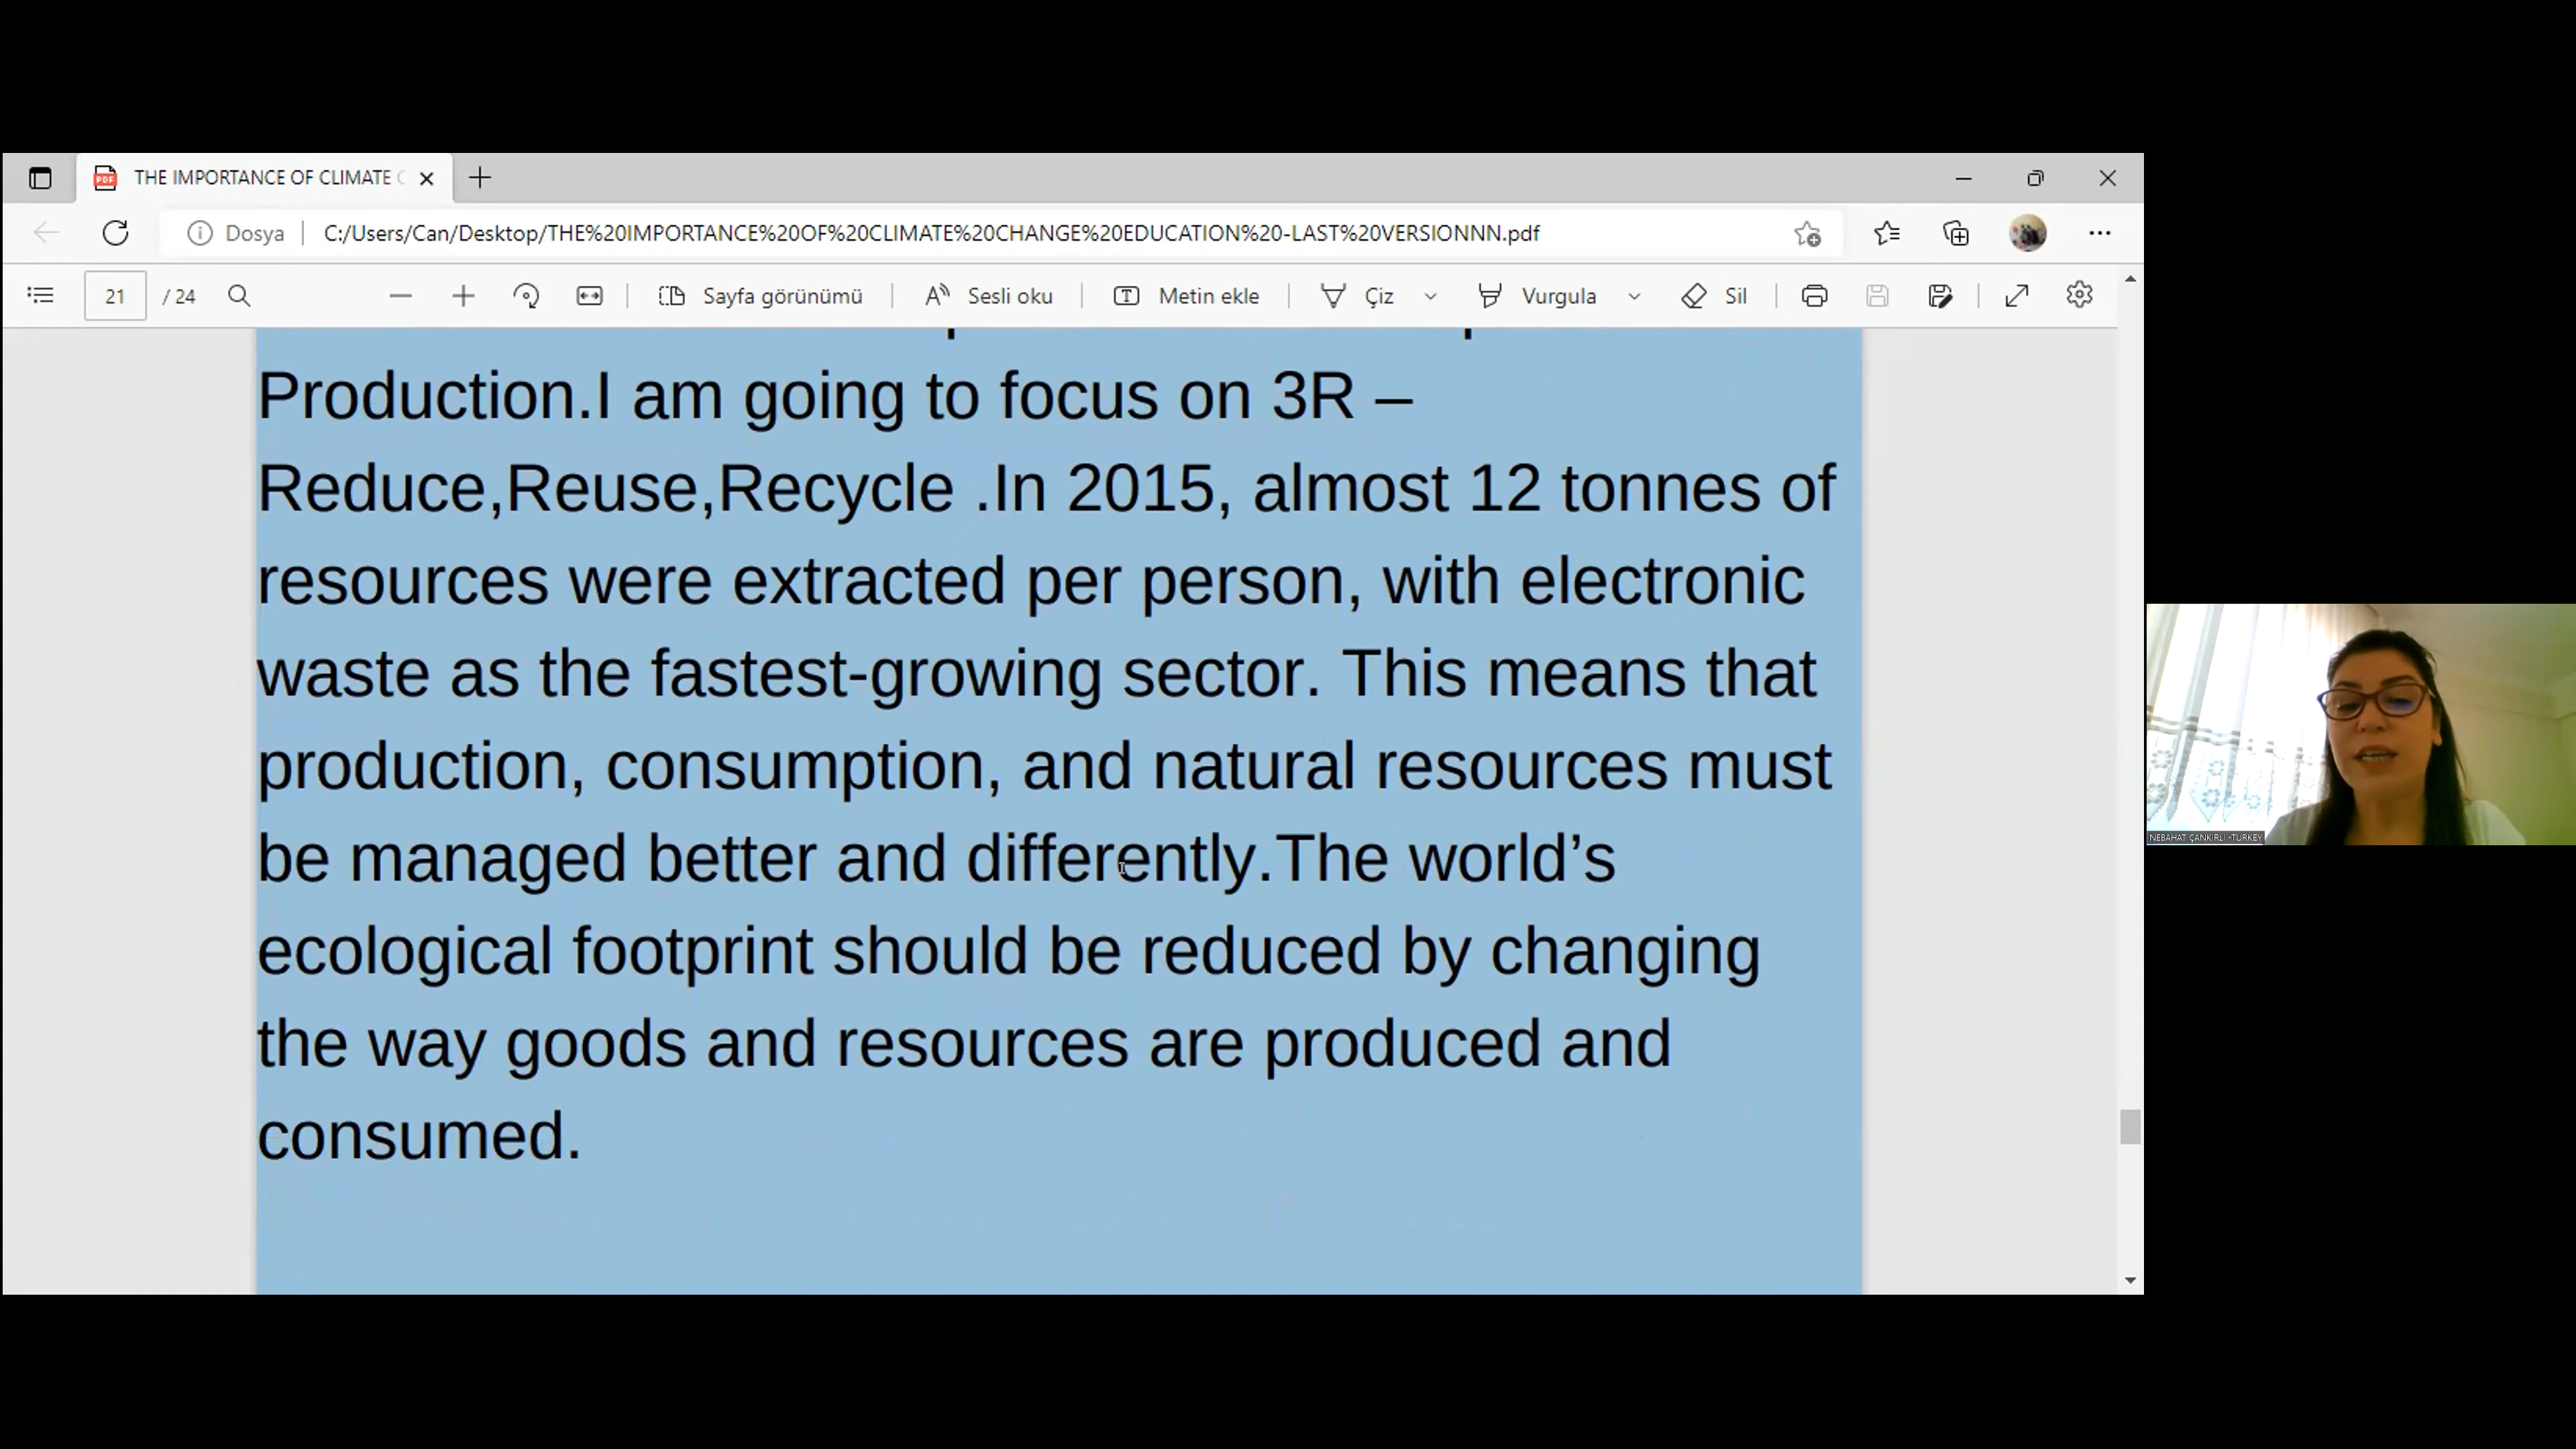 THE IMPORTANCE OF CLIMATE C
Dosya
C:/Users/Can/Desktop/THE%20IMPORTANCE%20OF%20CLIMATE%20CHANGE%20EDUCATION%20-LAST%20VERSIONNN.pdf
21 / 24 Sayfa görünümü Sesli oku Metin ekle Çiz Vurgula Sil
Production.I am going to focus on 3R –
Reduce,Reuse,Recycle .In 2015, almost 12 tonnes of
resources were extracted per person, with electronic
waste as the fastest-growing sector. This means that
production, consumption, and natural resources must
be managed better and differently.The world’s
ecological footprint should be reduced by changing
the way goods and resources are produced and
consumed.
NEBAHAT ÇANKIRLI -TURKEY